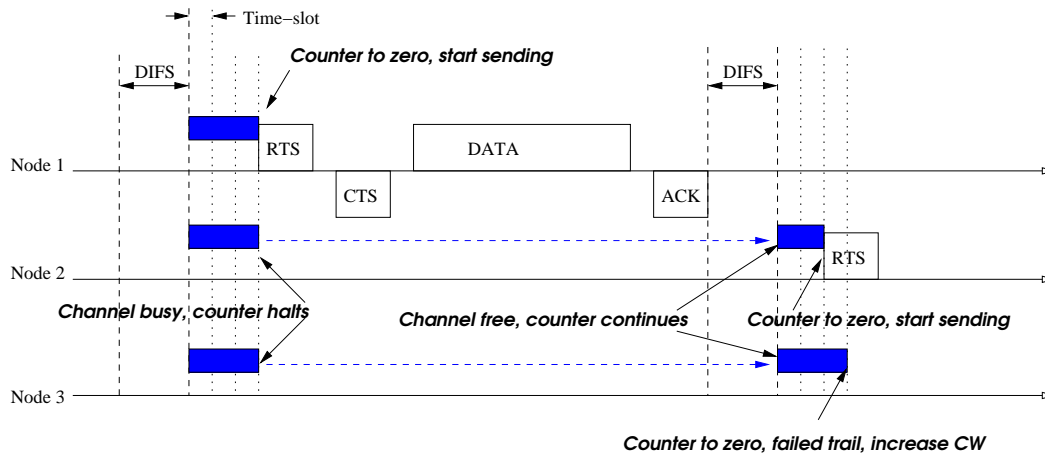 Time−slot
Counter to zero, start sending
DIFS
DIFS
RTS
DATA
Node 1
CTS
ACK
RTS
Node 2
Channel busy, counter halts
Channel free, counter continues
Counter to zero, start sending
Node 3
Counter to zero, failed trail, increase CW